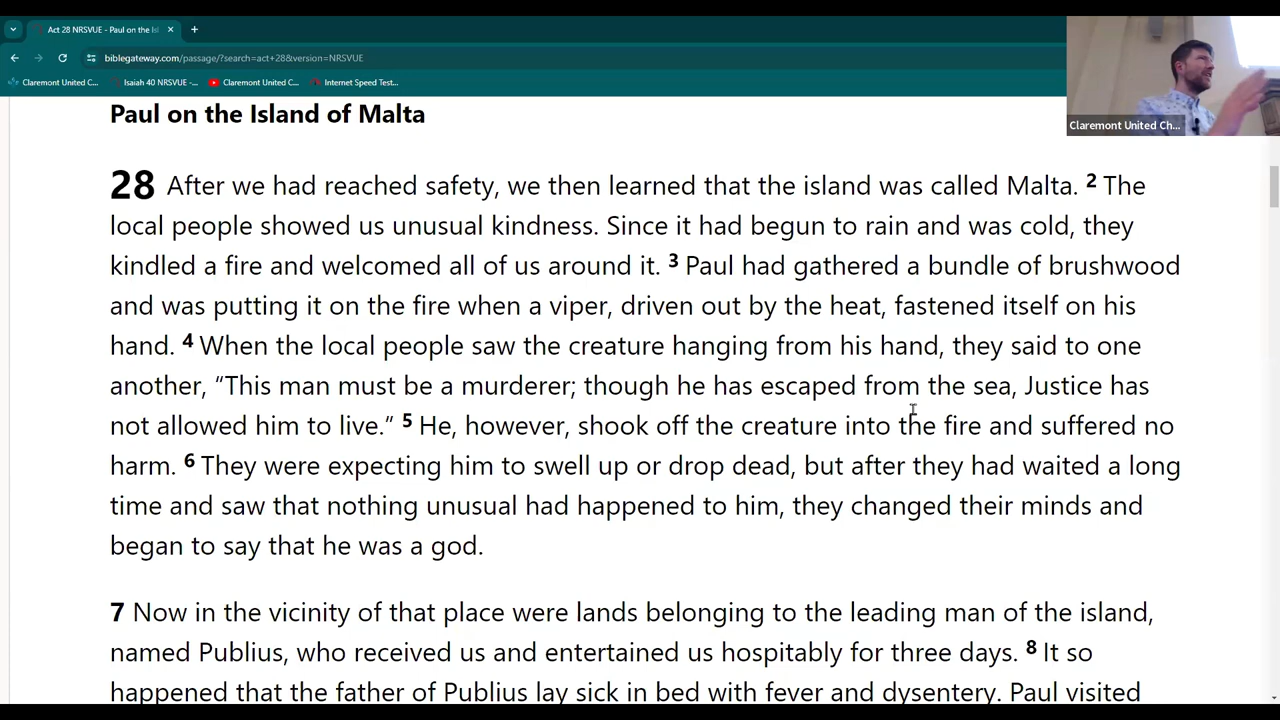 Act 28 NRSVUE - Paul on the Isl
biblegateway.com/passage/?search=act+28&version=NRSVUE
Claremont United C...
Isaiah 40 NRSVUE -...
Claremont United C...
Internet Speed Test...
Claremont United Ch...
Paul on the Island of Malta
28 After we had reached safety, we then learned that the island was called Malta. 2 The
local people showed us unusual kindness. Since it had begun to rain and was cold, they
kindled a fire and welcomed all of us around it. 3 Paul had gathered a bundle of brushwood
and was putting it on the fire when a viper, driven out by the heat, fastened itself on his
hand. 4 When the local people saw the creature hanging from his hand, they said to one
another, “This man must be a murderer; though he has escaped from the sea, Justice has
not allowed him to live.” 5 He, however, shook off the creature into the fire and suffered no
harm. 6 They were expecting him to swell up or drop dead, but after they had waited a long
time and saw that nothing unusual had happened to him, they changed their minds and
began to say that he was a god.
7 Now in the vicinity of that place were lands belonging to the leading man of the island,
named Publius, who received us and entertained us hospitably for three days. 8 It so
happened that the father of Publius lay sick in bed with fever and dysentery. Paul visited